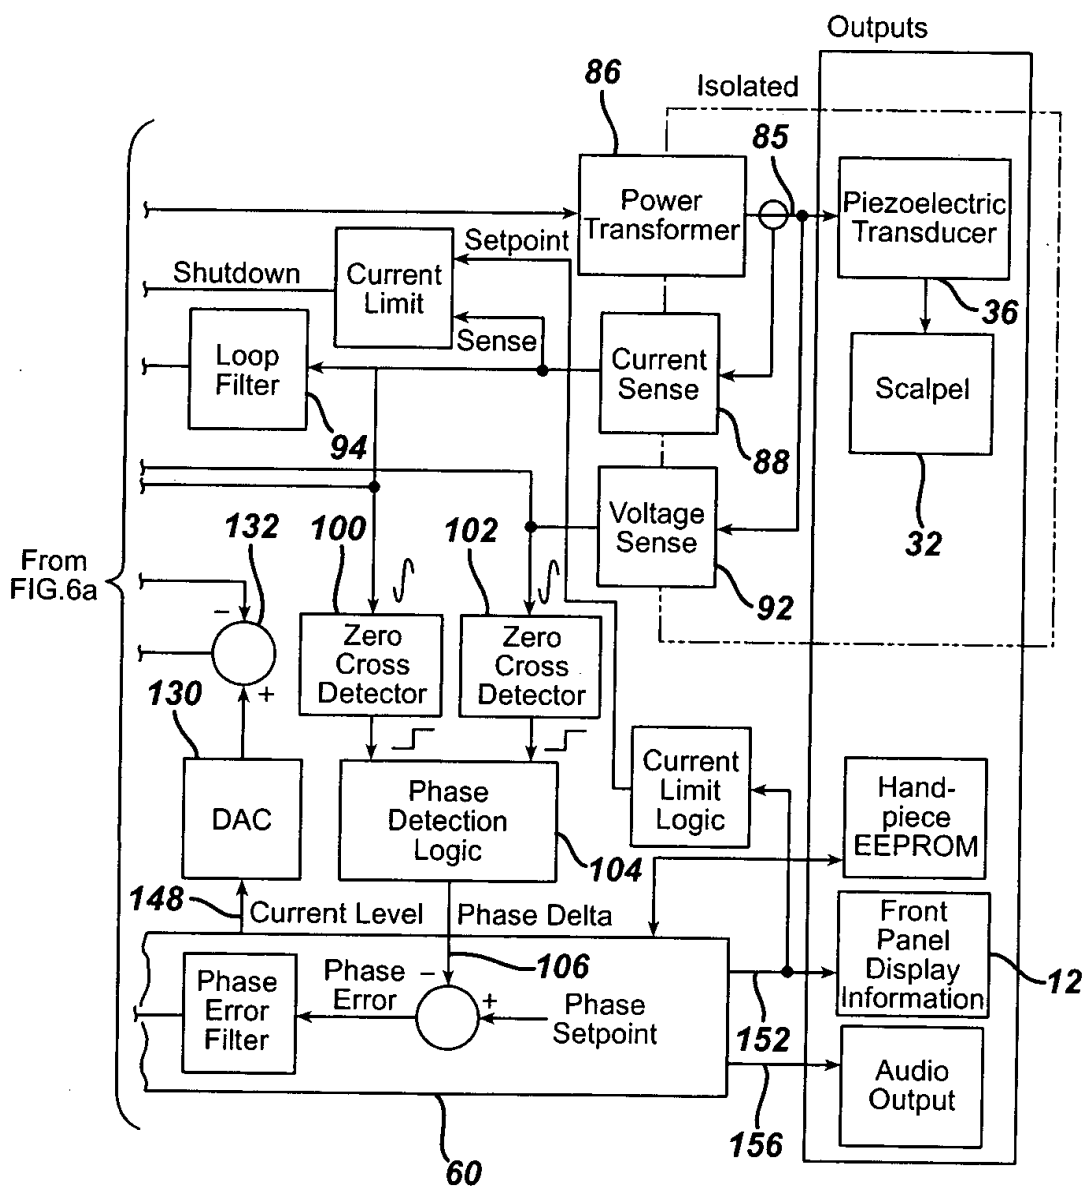 Outputs
86
Isolated
85
Power
Transformer
Piezoelectric
Transducer
36
Setpoint
Shutdown
Current
Limit
Sense
Loop
Filter
94
Current
Sense
88
Scalpel
32
Voltage
Sense
92
From
FIG.6a
132
100
102
−
+
130
Zero
Cross
Detector
Zero
Cross
Detector
DAC
Phase
Detection
Logic
104
Current
Limit
Logic
Hand-
piece
EEPROM
148
Current Level
Phase Delta
106
Front
Panel
Display
Information
12
Phase
Error
Filter
Phase
Error
−
+
Phase
Setpoint
152
Audio
Output
156
60